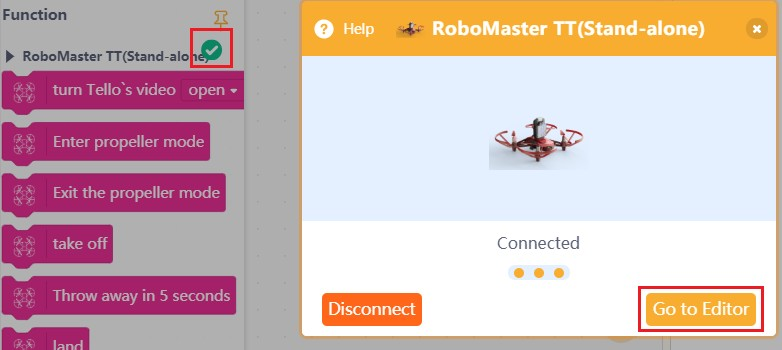 Function
RoboMaster TT(Stand-alone)
turn Tello`s video open
Enter propeller mode
Exit the propeller mode
take off
Throw away in 5 seconds
land
? Help RoboMaster TT(Stand-alone)
Connected
Disconnect Go to Editor